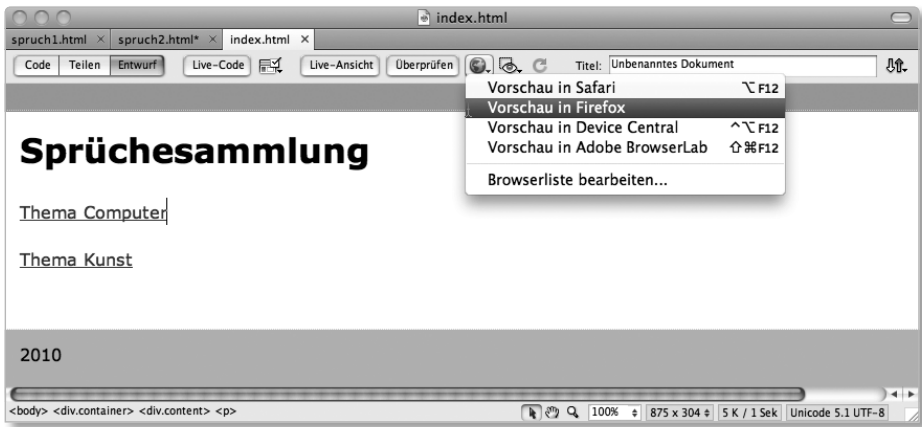 index.html
spruch1.html × spruch2.html* × index.html ×
Code Teilen Entwurf Live-Code Live-Ansicht Überprüfen Titel: Unbenanntes Dokument
Vorschau in Safari ⌥F12
Vorschau in Firefox
Vorschau in Device Central ^⌥F12
Vorschau in Adobe BrowserLab ⇧⌘F12
Browserliste bearbeiten...
Sprüchesammlung
Thema Computer
Thema Kunst
2010
<body> <div.container> <div.content> <p> 100% 875 x 304 5 K / 1 Sek Unicode 5.1 UTF-8